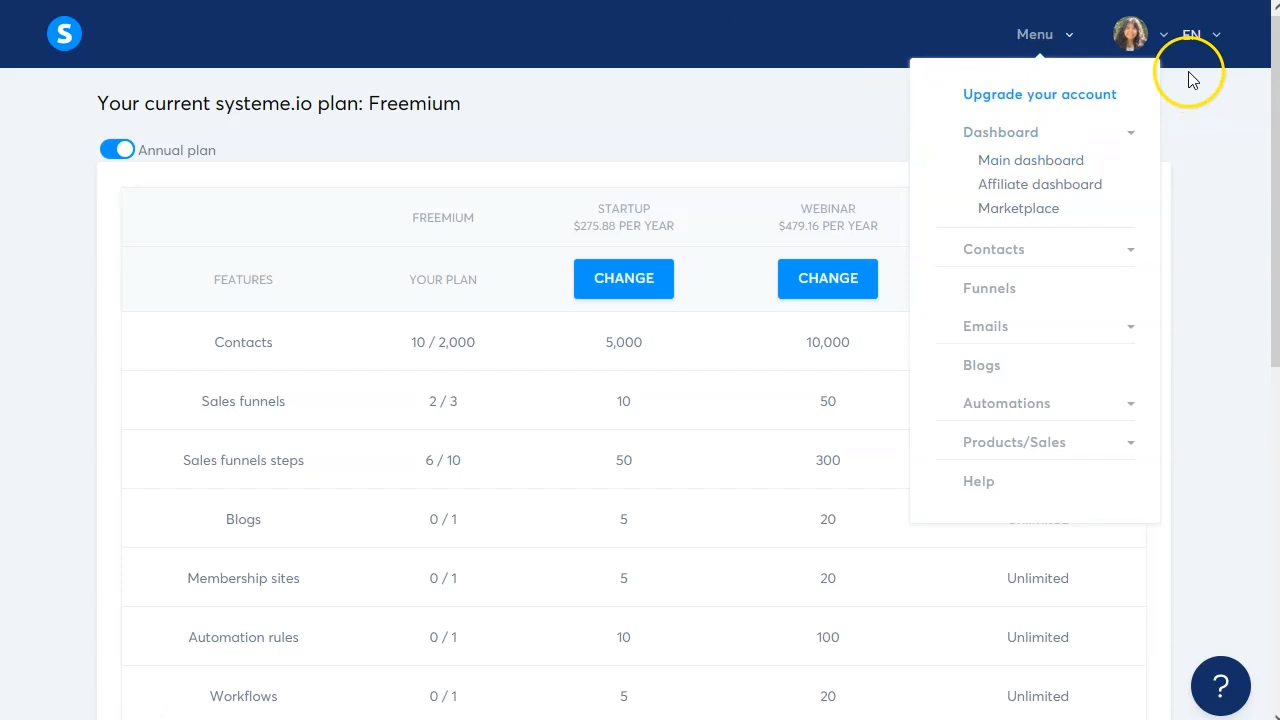 S
Menu
EN
Upgrade your account
Dashboard
Main dashboard
Affiliate dashboard
Marketplace
Contacts
Funnels
Emails
Blogs
Automations
Products/Sales
Help
Your current systeme.io plan: Freemium
Annual plan
FREEMIUM
STARTUP
$275.88 PER YEAR
WEBINAR
$479.16 PER YEAR
FEATURES
YOUR PLAN
CHANGE
CHANGE
Contacts 10 / 2,000 5,000 10,000
Sales funnels 2 / 3 10 50
Sales funnels steps 6 / 10 50 300
Blogs 0 / 1 5 20
Membership sites 0 / 1 5 20 Unlimited
Automation rules 0 / 1 10 100 Unlimited
Workflows 0 / 1 5 20 Unlimited
?